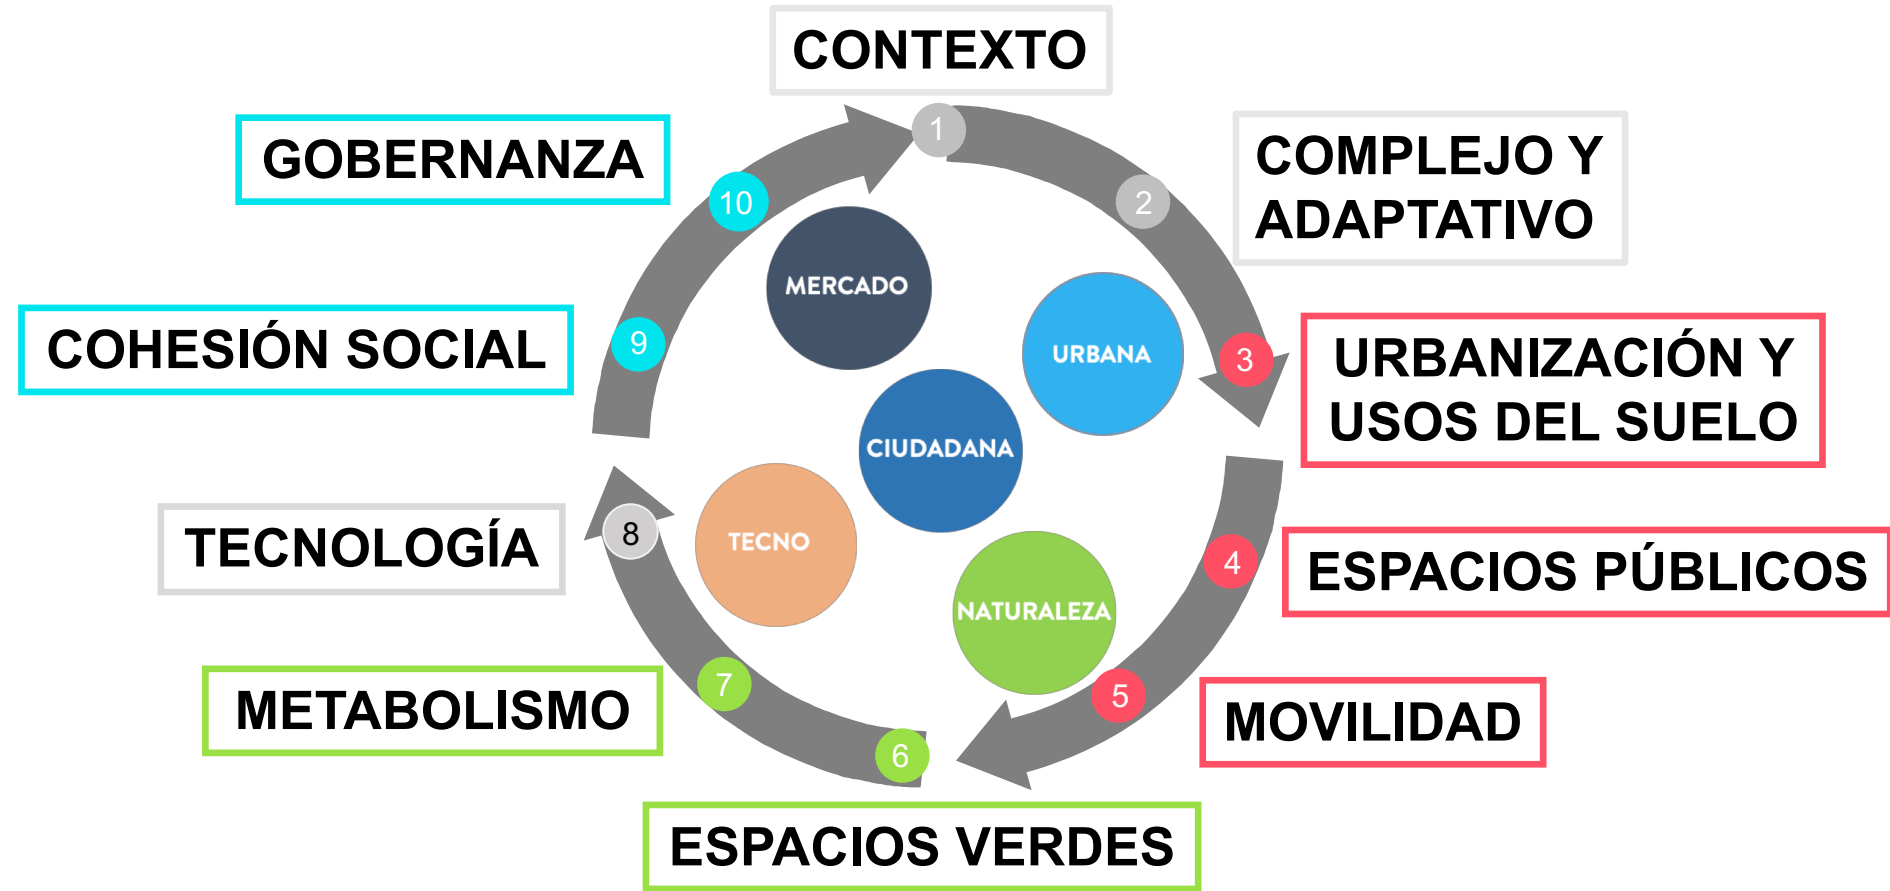 CONTEXTO
1
COMPLEJO Y
ADAPTATIVO
2
URBANIZACIÓN Y
USOS DEL SUELO
3
ESPACIOS PÚBLICOS
4
MOVILIDAD
5
ESPACIOS VERDES
6
METABOLISMO
7
TECNOLOGÍA
8
COHESIÓN SOCIAL
9
GOBERNANZA
10
MERCADO
URBANA
CIUDADANA
TECNO
NATURALEZA